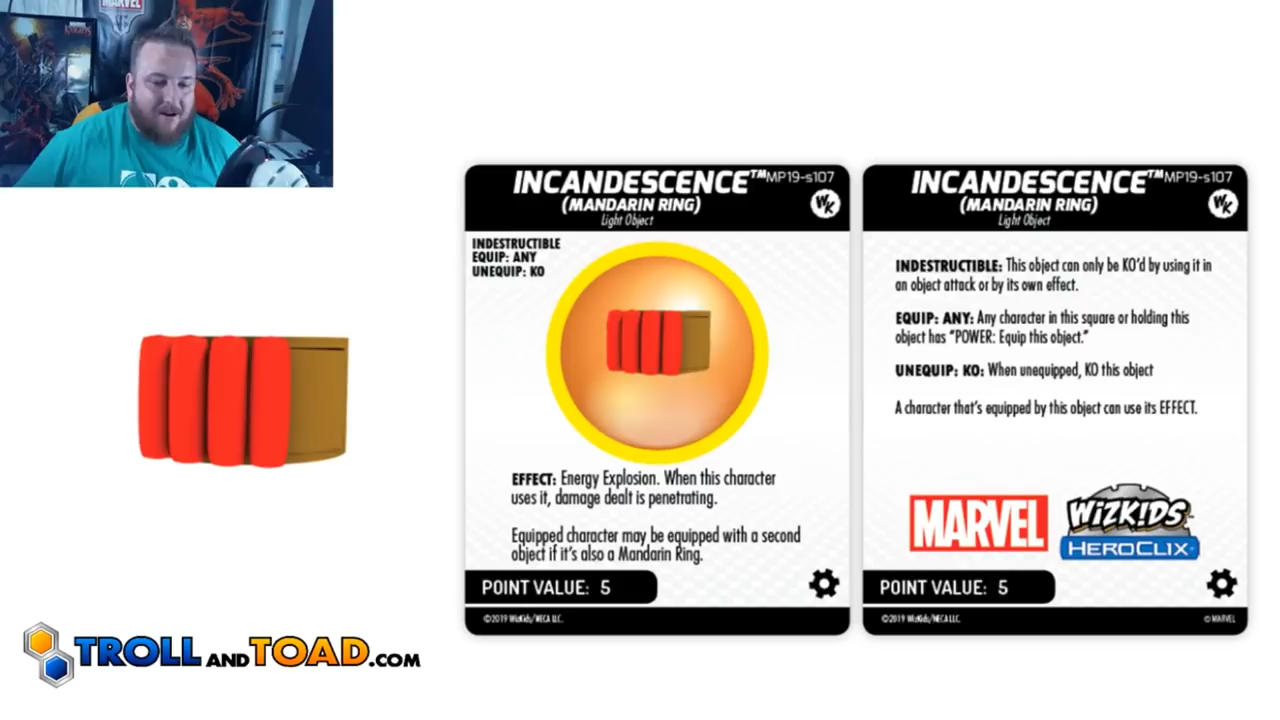 MARVEL
INCANDESCENCE™ MP19-s107
(MANDARIN RING)
Light Object
WK
INDESTRUCTIBLE
EQUIP: ANY
UNEQUIP: KO
EFFECT: Energy Explosion. When this character
uses it, damage dealt is penetrating.
Equipped character may be equipped with a second
object if it's also a Mandarin Ring.
POINT VALUE: 5
©2019 WizKids/NECA LLC.
INCANDESCENCE™ MP19-s107
(MANDARIN RING)
Light Object
WK
INDESTRUCTIBLE: This object can only be KO'd by using it in
an object attack or by its own effect.
EQUIP: ANY: Any character in this square or holding this
object has "POWER: Equip this object."
UNEQUIP: KO: When unequipped, KO this object
A character that's equipped by this object can use its EFFECT.
MARVEL
WIZKIDS
HEROCLIX
POINT VALUE: 5
©2019 WizKids/NECA LLC.
© MARVEL
TROLL AND TOAD.COM